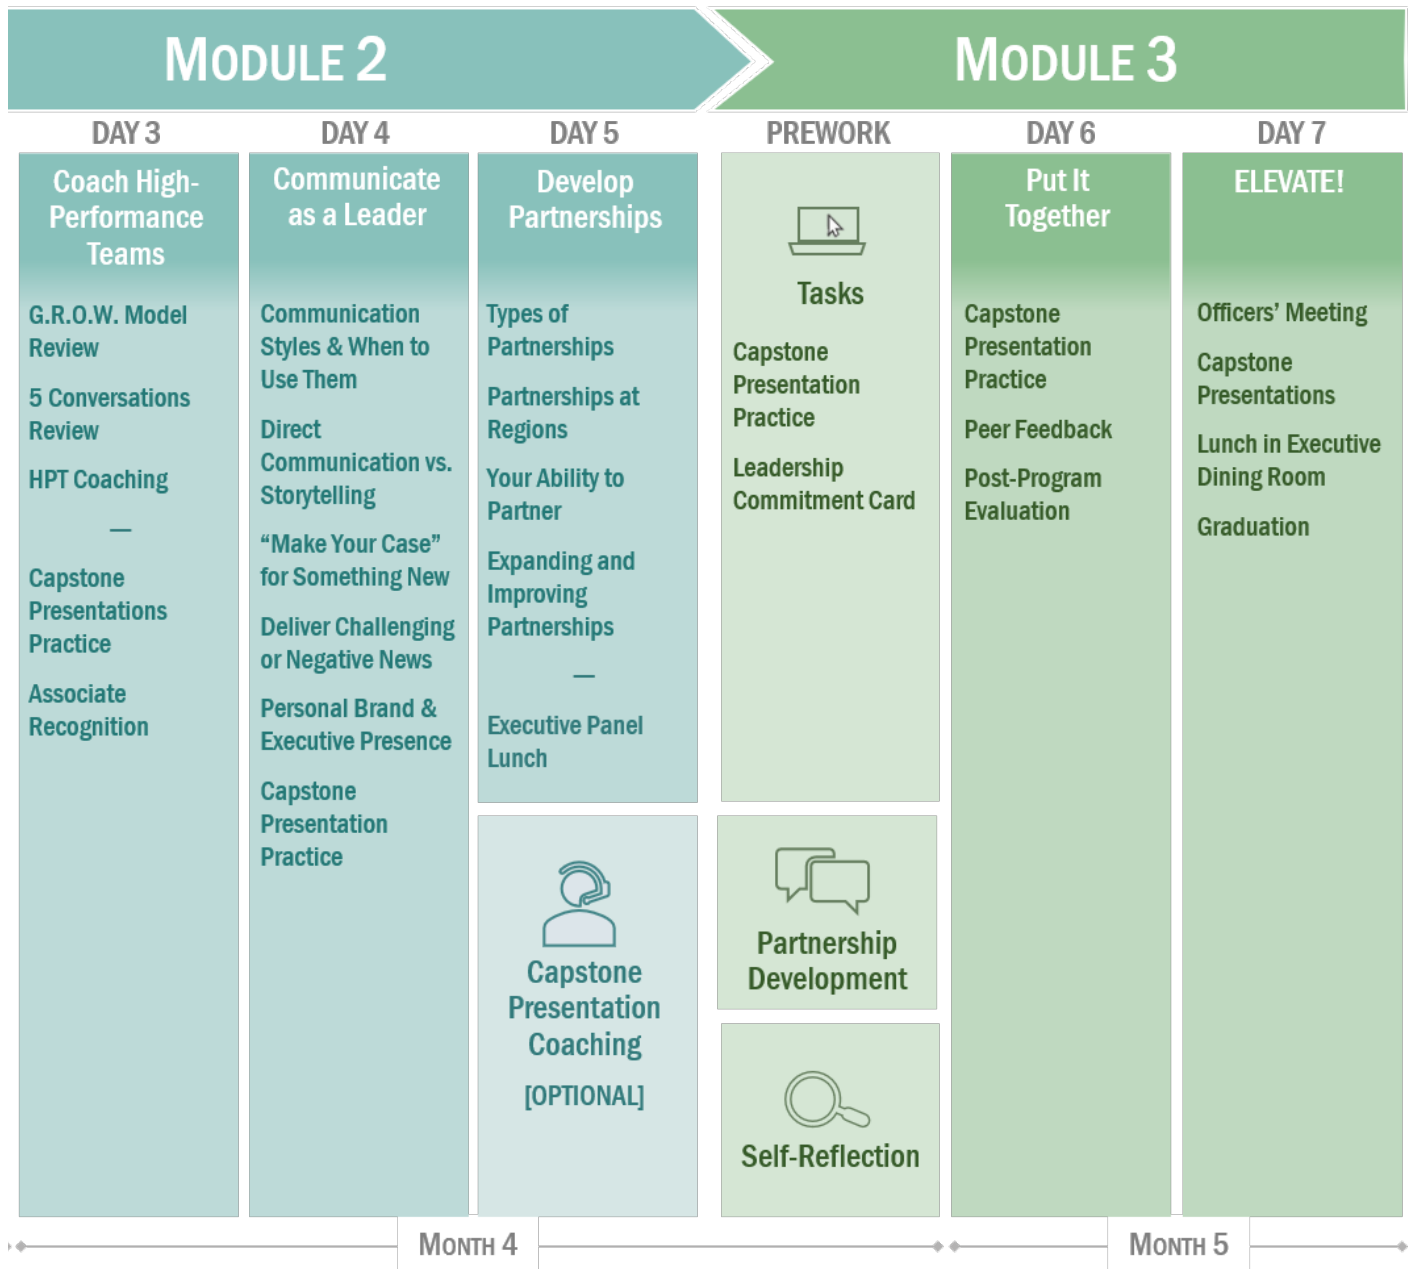 MODULE 2
MODULE 3
DAY 3
DAY 4
DAY 5
PREWORK
DAY 6
DAY 7
Coach High-
Performance
Teams
G.R.O.W. Model
Review
5 Conversations
Review
HPT Coaching
—
Capstone
Presentations
Practice
Associate
Recognition
Communicate
as a Leader
Communication
Styles & When to
Use Them
Direct
Communication vs.
Storytelling
“Make Your Case”
for Something New
Deliver Challenging
or Negative News
Personal Brand &
Executive Presence
Capstone
Presentation
Practice
Develop
Partnerships
Types of
Partnerships
Partnerships at
Regions
Your Ability to
Partner
Expanding and
Improving
Partnerships
—
Executive Panel
Lunch
Capstone
Presentation
Coaching
[OPTIONAL]
Tasks
Capstone
Presentation
Practice
Leadership
Commitment Card
Partnership
Development
Self-Reflection
Put It
Together
Capstone
Presentation
Practice
Peer Feedback
Post-Program
Evaluation
ELEVATE!
Officers’ Meeting
Capstone
Presentations
Lunch in Executive
Dining Room
Graduation
MONTH 4
MONTH 5